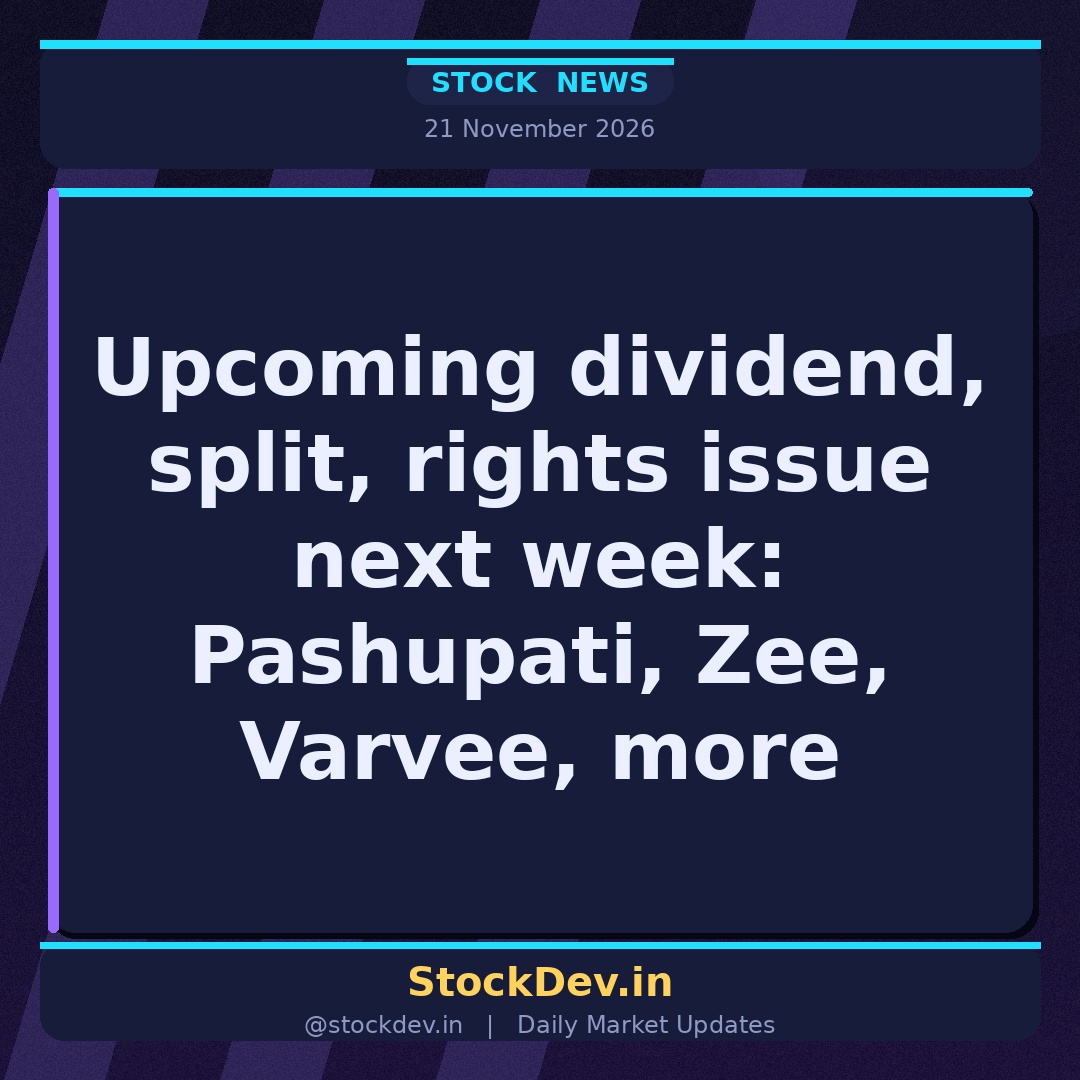 STOCK NEWS
21 November 2026
Upcoming dividend,
split, rights issue
next week:
Pashupati, Zee,
Varvee, more
StockDev.in
@stockdev.in | Daily Market Updates